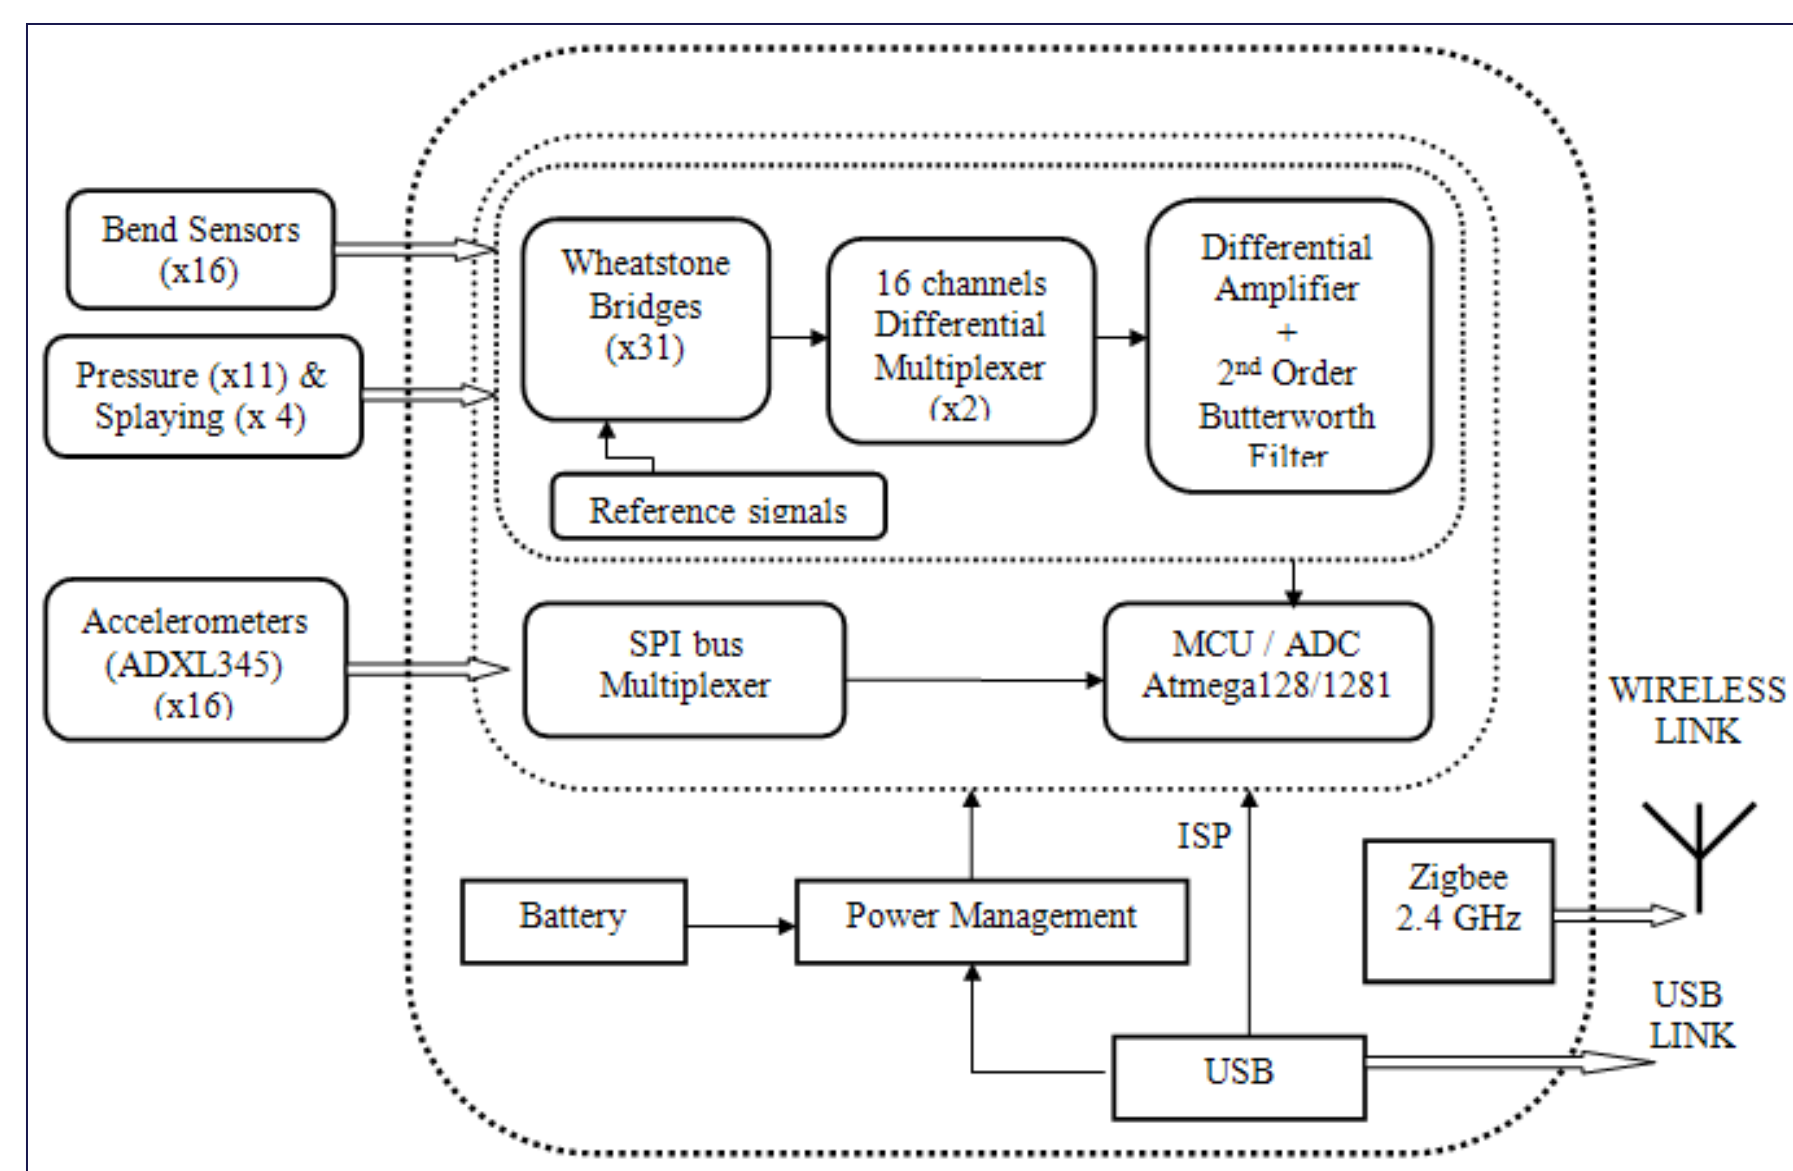 Bend Sensors
(x16)
Pressure (x11) &
Splaying (x 4)
Accelerometers
(ADXL345)
(x16)
Wheatstone
Bridges
(x31)
16 channels
Differential
Multiplexer
(x2)
Differential
Amplifier
+
2nd Order
Butterworth
Filter
Reference signals
SPI bus
Multiplexer
MCU / ADC
Atmega128/1281
WIRELESS
LINK
ISP
Battery
Power Management
Zigbee
2.4 GHz
USB
LINK
USB